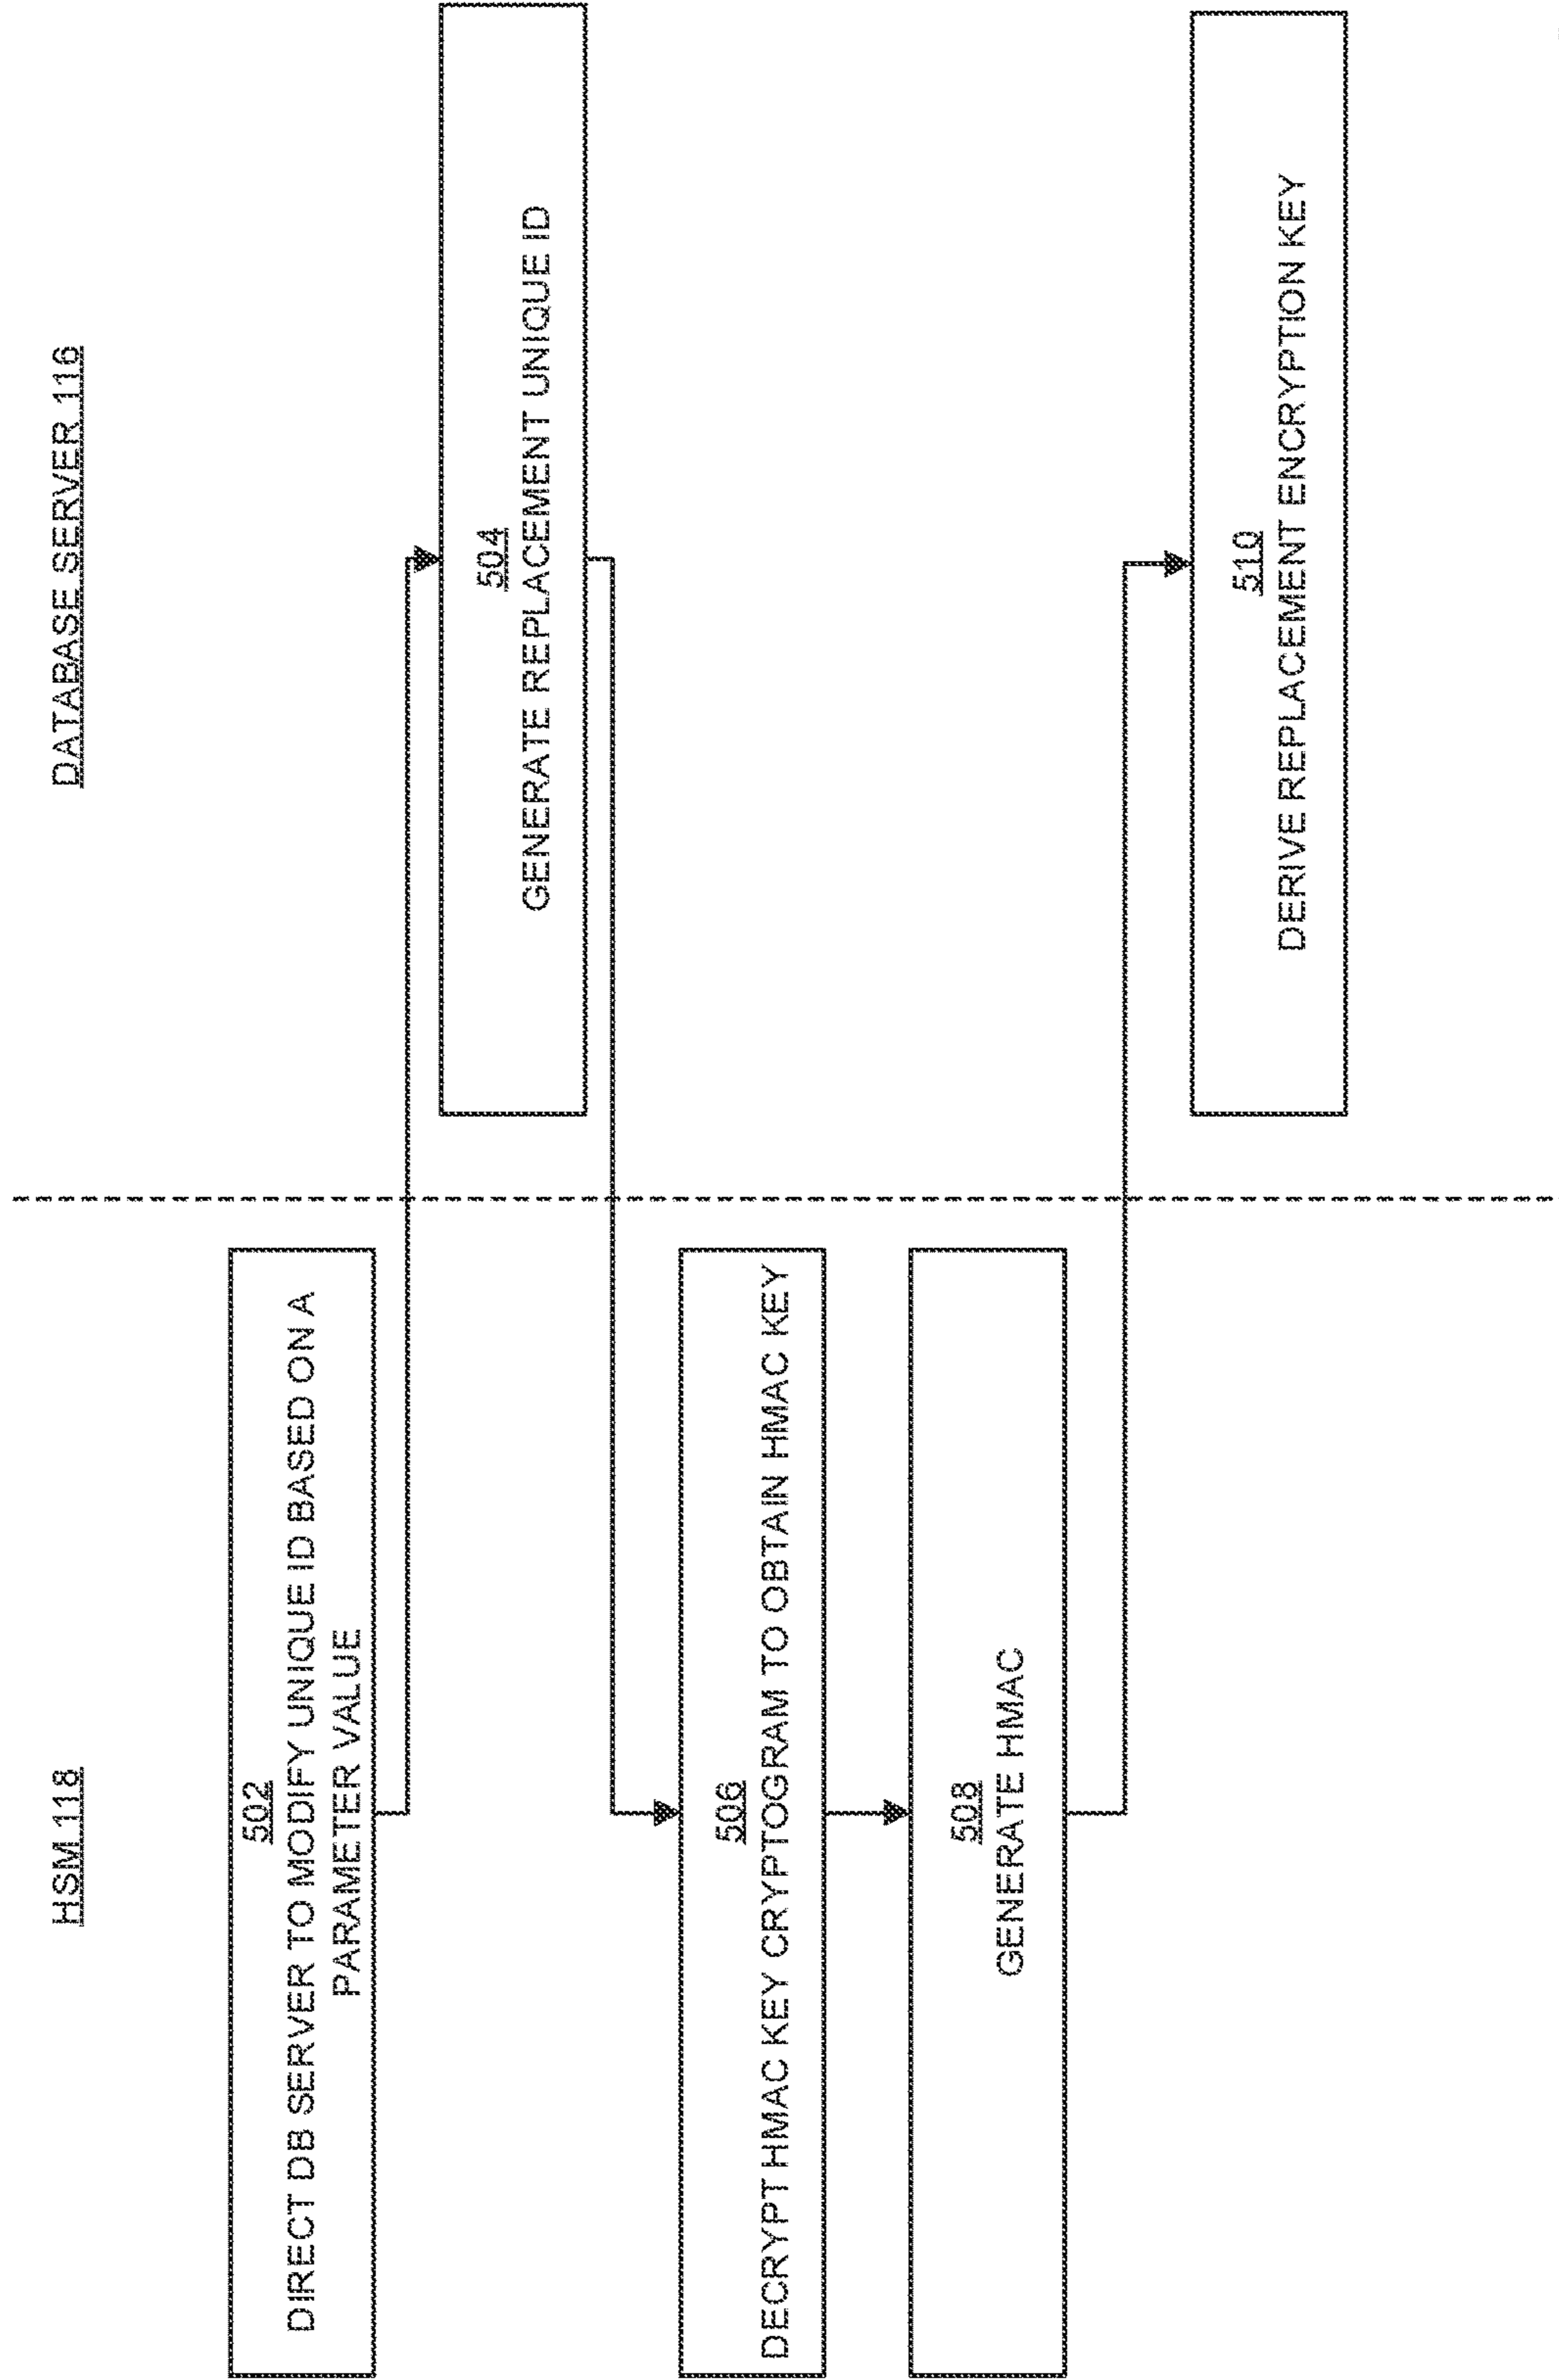 HSM 118
DATABASE SERVER 116
502
DIRECT DB SERVER TO MODIFY UNIQUE ID BASED ON A
PARAMETER VALUE
504
GENERATE REPLACEMENT UNIQUE ID
506
DECRYPT HMAC KEY CRYPTOGRAM TO OBTAIN HMAC KEY
508
GENERATE HMAC
510
DERIVE REPLACEMENT ENCRYPTION KEY